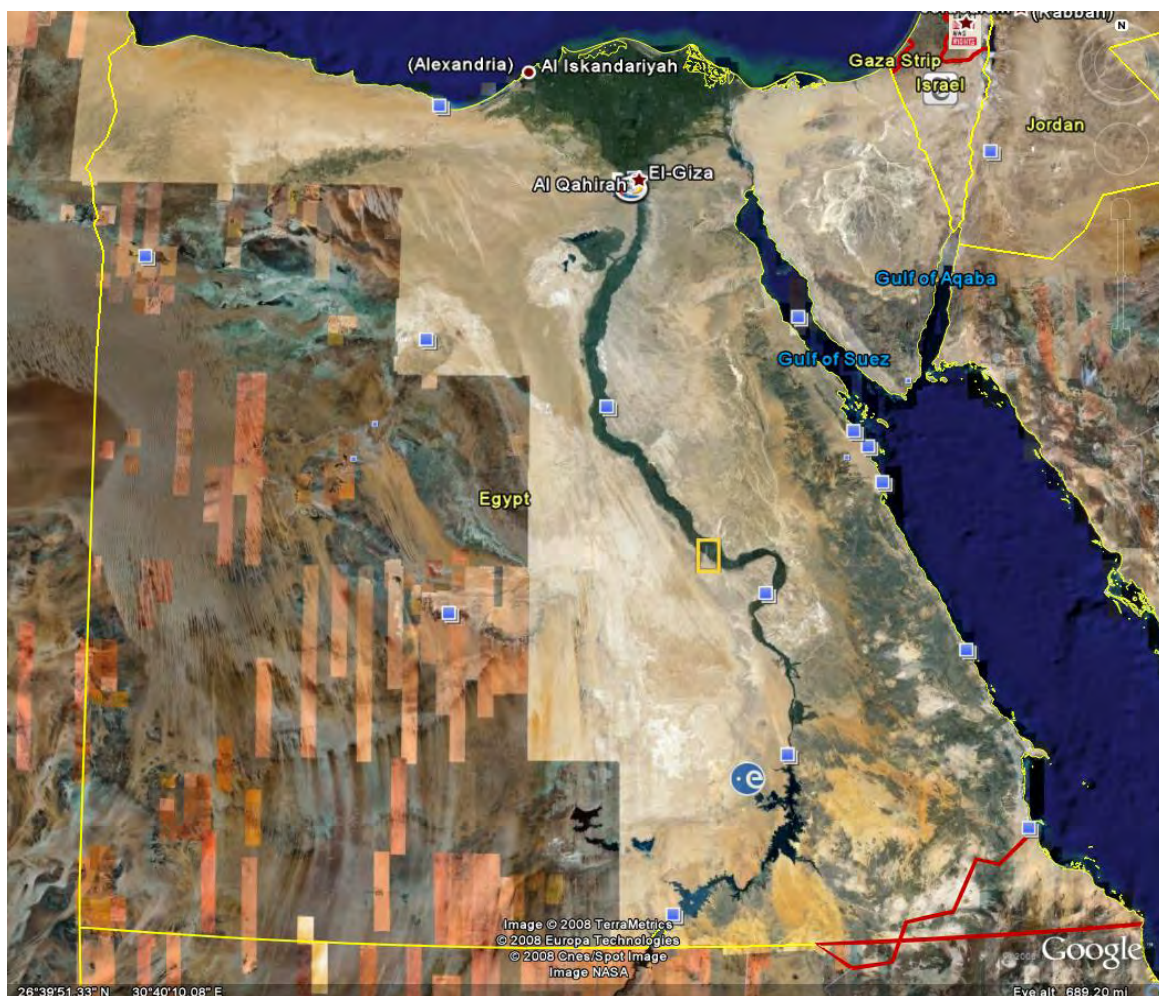 (Rabbah)
N
(Alexandria)
Al Iskandariyah
Gaza Strip
Israel
Jordan
Al Qahirah
El-Giza
Gulf of Aqaba
Gulf of Suez
Egypt
Image © 2008 TerraMetrics
© 2008 Europa Technologies
© 2008 Cnes/Spot Image
Image NASA
Google
26°39'51.33" N 30°40'10.08" E
Eye alt 689.20 mi